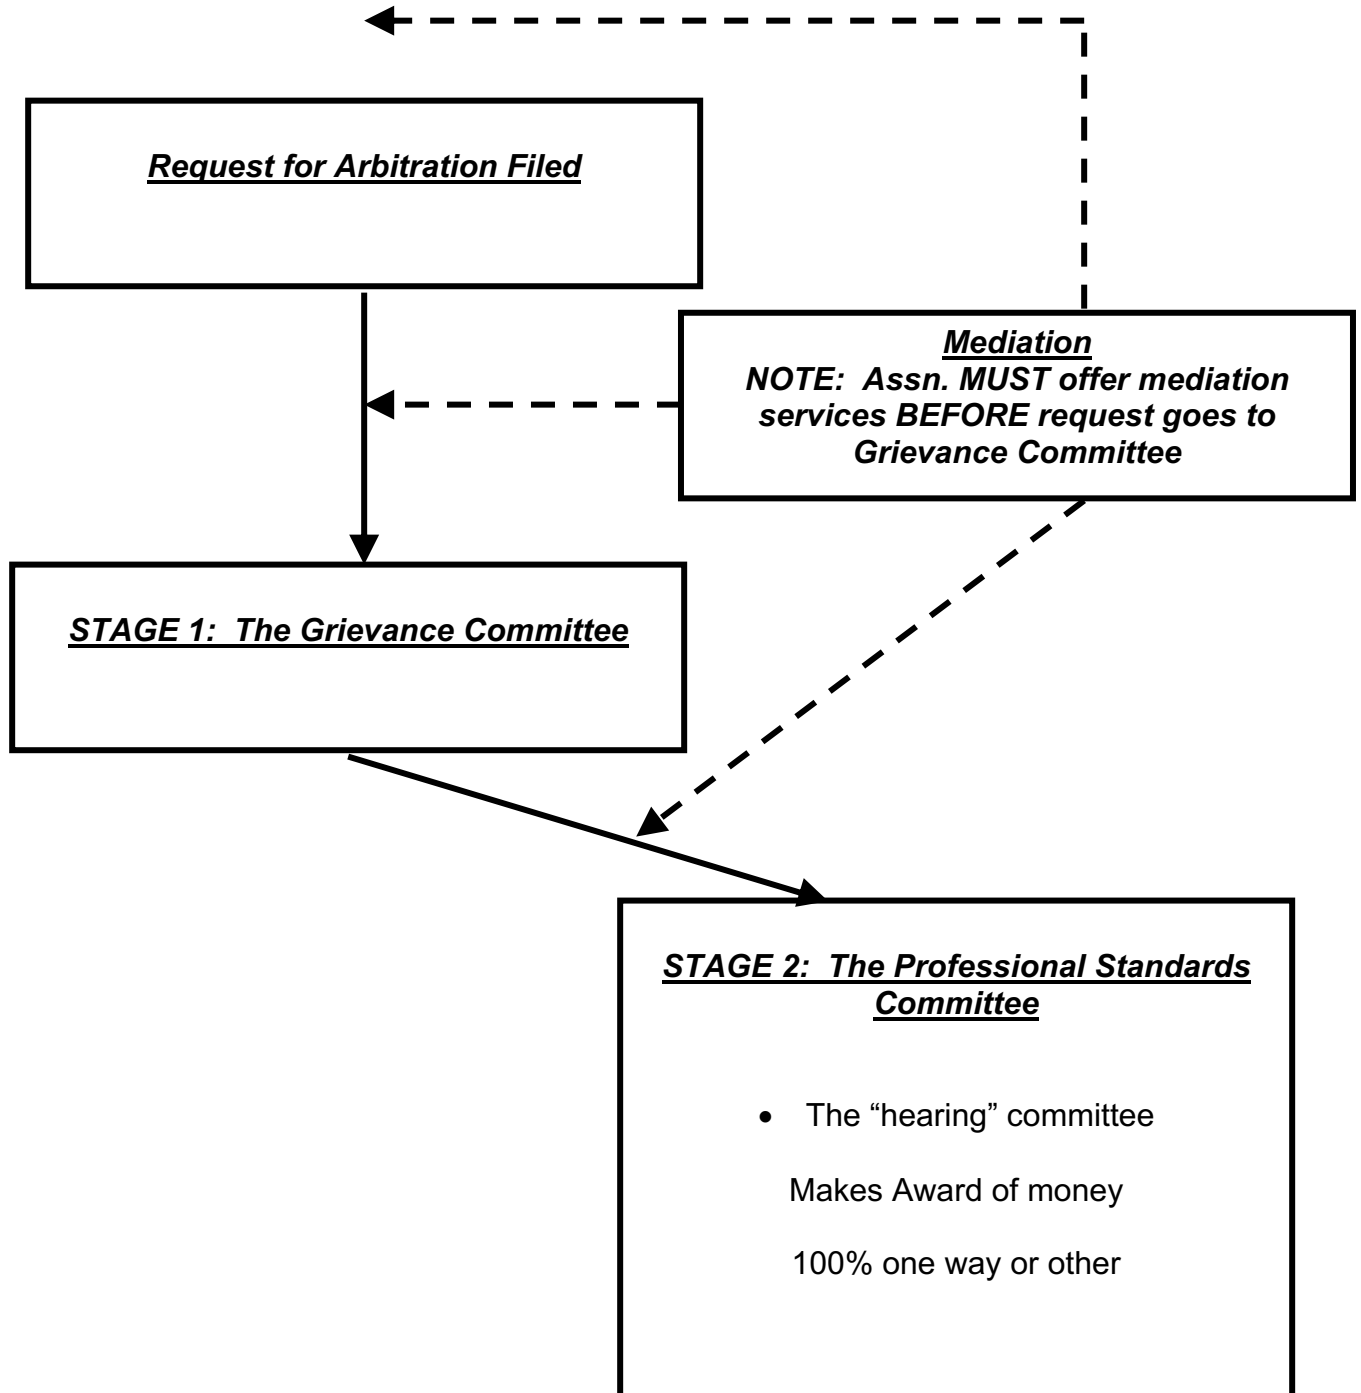 Request for Arbitration Filed
Mediation
NOTE: Assn. MUST offer mediation
services BEFORE request goes to
Grievance Committee
STAGE 1: The Grievance Committee
STAGE 2: The Professional Standards
Committee
• The “hearing” committee
Makes Award of money
100% one way or other